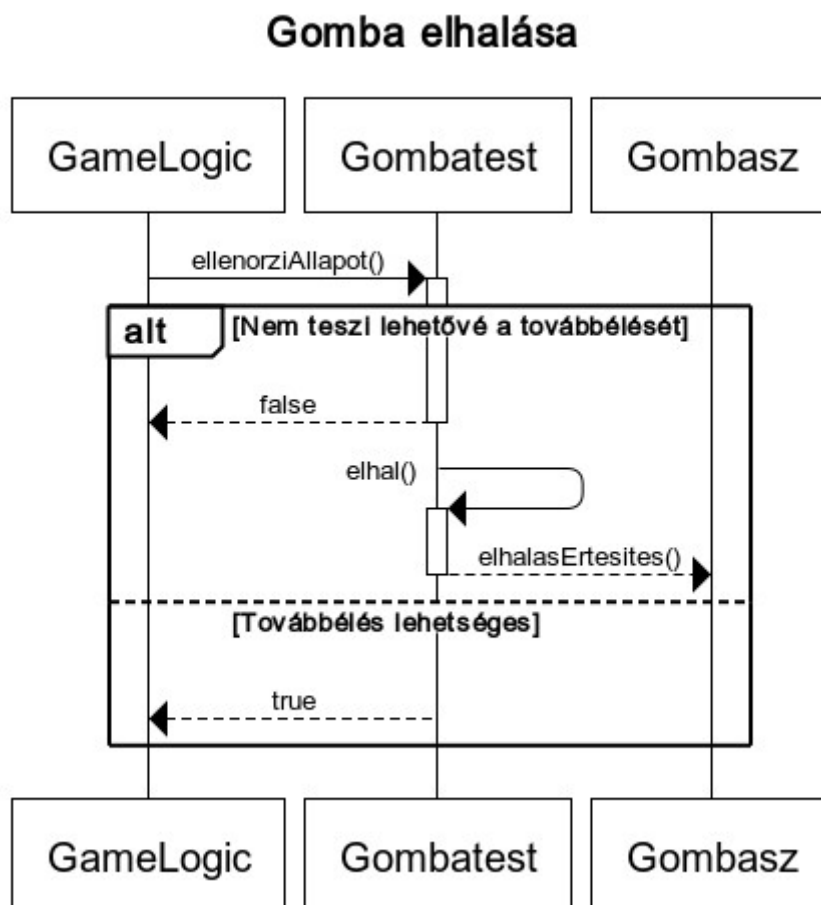 Gomba elhalása
GameLogic Gombatest Gombasz
ellenorziAllapot()
alt [Nem teszi lehetővé a továbbélését]
false
elhal()
elhalasErtesites()
[Továbbélés lehetséges]
true
GameLogic Gombatest Gombasz